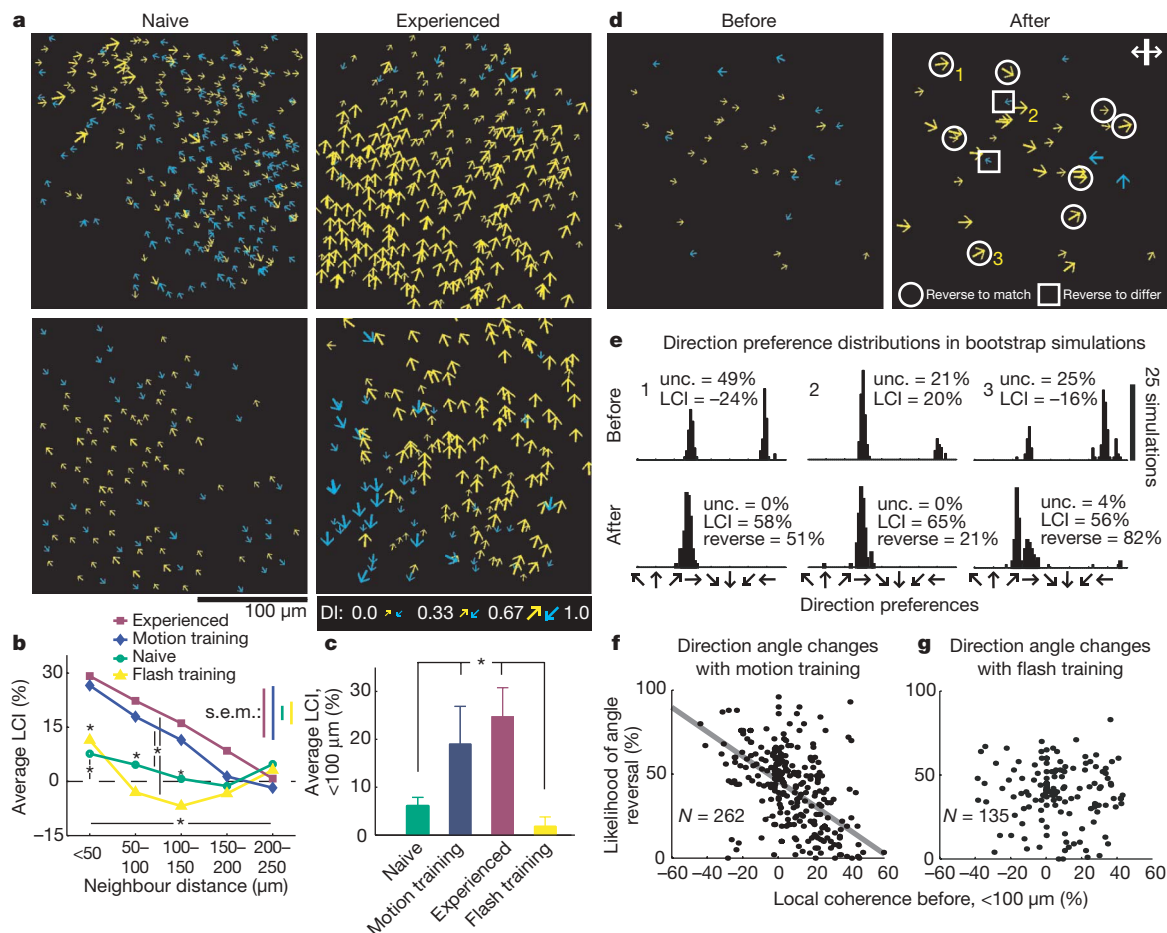 a
Naive
Experienced
100 µm
DI: 0.0 0.33 0.67 1.0
b
Experienced
Motion training
Naive
Flash training
s.e.m.:
Average LCI (%)
30
15
0
−15
* * * * * * *
<50
50–100
100–150
150–200
200–250
Neighbour distance (µm)
c
Average LCI, <100 µm (%)
30
20
10
0
*
Naive
Motion training
Experienced
Flash training
d
Before
After
1
2
3
Reverse to match
Reverse to differ
e
Direction preference distributions in bootstrap simulations
Before
1
unc. = 49%
LCI = −24%
2
unc. = 21%
LCI = 20%
3
unc. = 25%
LCI = −16%
25 simulations
After
unc. = 0%
LCI = 58%
reverse = 51%
unc. = 0%
LCI = 65%
reverse = 21%
unc. = 4%
LCI = 56%
reverse = 82%
Direction preferences
f
Direction angle changes
with motion training
Likelihood of angle
reversal (%)
100
50
0
N = 262
−60 −40 −20 0 20 40 60
g
Direction angle changes
with flash training
100
50
0
N = 135
−40 −20 0 20 40 60
Local coherence before, <100 µm (%)